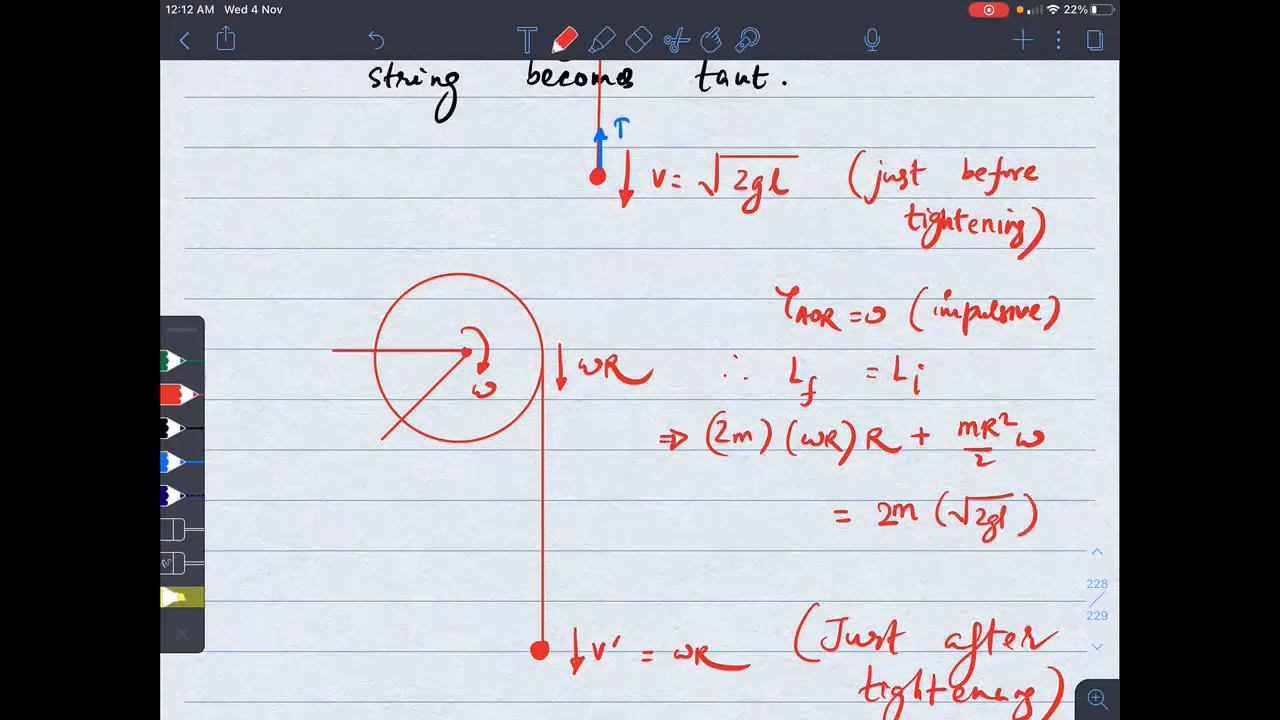 12:12 AM Wed 4 Nov
22%
string becomes taut.
T
v = √2gl (just before
tightening)
τAOR = 0 (impulsive)
ω
ωR
∴ Lf = Li
⇒ (2m) (ωR) R + mR²/2 ω
= 2m (√2gl)
228
229
v' = ωR (Just after
tightening)